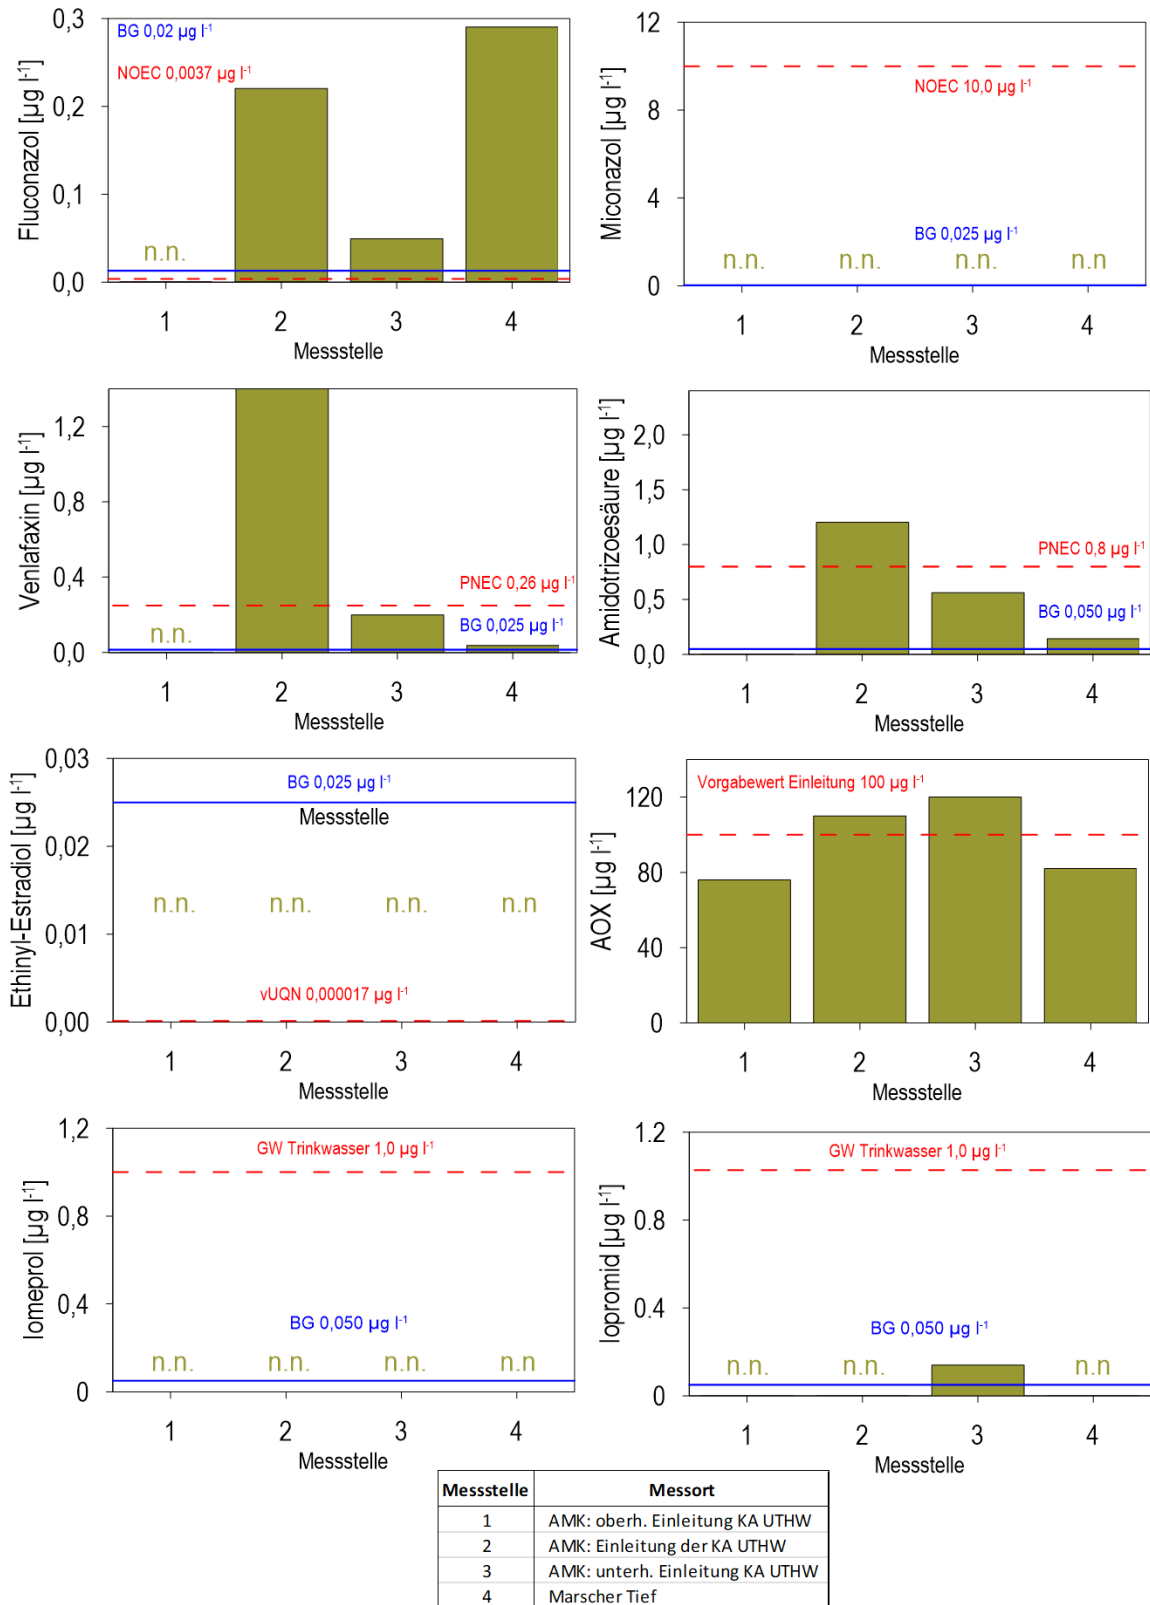 Fluconazol [µg l-1]
0,3
0,2
0,1
0,0
BG 0,02 µg l-1
NOEC 0,0037 µg l-1
n.n.
1 2 3 4
Messstelle
Miconazol [µg l-1]
12
8
4
0
NOEC 10,0 µg l-1
BG 0,025 µg l-1
n.n. n.n. n.n. n.n
1 2 3 4
Messstelle
Venlafaxin [µg l-1]
1,2
0,8
0,4
0,0
PNEC 0,26 µg l-1
BG 0,025 µg l-1
n.n.
1 2 3 4
Messstelle
Amidotrizoesäure [µg l-1]
2,0
1,5
1,0
0,5
0,0
PNEC 0,8 µg l-1
BG 0,050 µg l-1
1 2 3 4
Messstelle
Ethinyl-Estradiol [µg l-1]
0,03
0,02
0,01
0,00
BG 0,025 µg l-1
Messstelle
n.n. n.n. n.n. n.n
vUQN 0,000017 µg l-1
1 2 3 4
Messstelle
AOX [µg l-1]
120
80
40
0
Vorgabewert Einleitung 100 µg l-1
1 2 3 4
Messstelle
Iomeprol [µg l-1]
1,2
0,8
0,4
0
GW Trinkwasser 1,0 µg l-1
BG 0,050 µg l-1
n.n. n.n. n.n. n.n
1 2 3 4
Messstelle
Iopromid [µg l-1]
1.2
0.8
0.4
0
GW Trinkwasser 1,0 µg l-1
BG 0,050 µg l-1
n.n. n.n. n.n
1 2 3 4
Messstelle
Messstelle Messort
1 AMK: oberh. Einleitung KA UTHW
2 AMK: Einleitung der KA UTHW
3 AMK: unterh. Einleitung KA UTHW
4 Marscher Tief